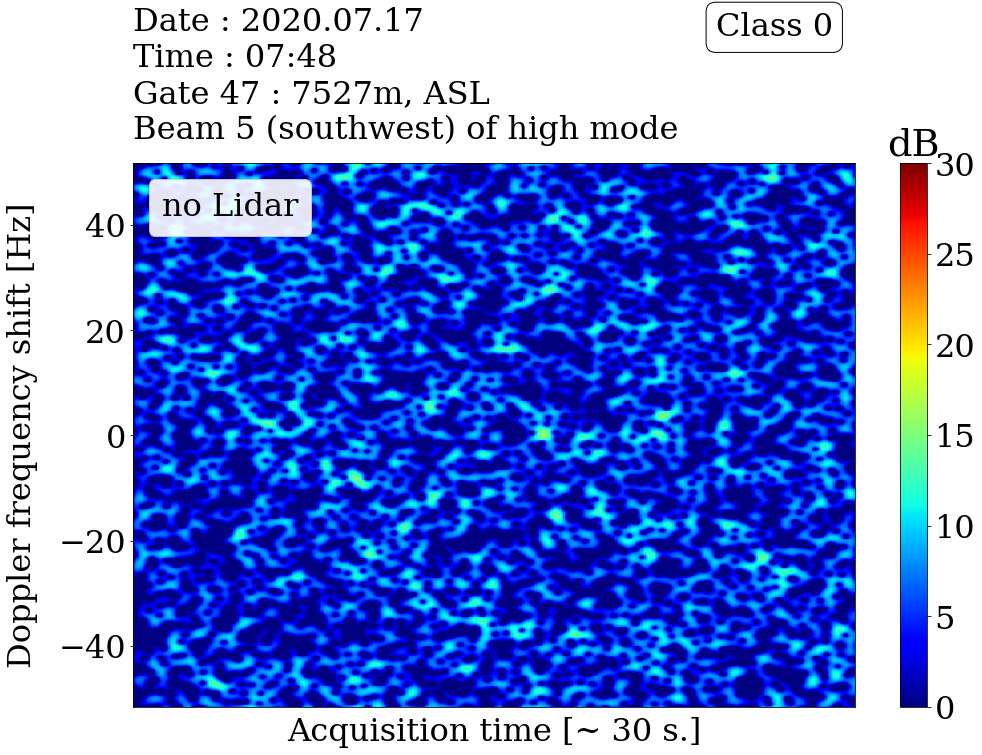 Date : 2020.07.17
Time : 07:48
Gate 47 : 7527m, ASL
Beam 5 (southwest) of high mode
Class 0
dB
no Lidar
Doppler frequency shift [Hz]
40
20
0
−20
−40
30
25
20
15
10
5
0
Acquisition time [~ 30 s.]